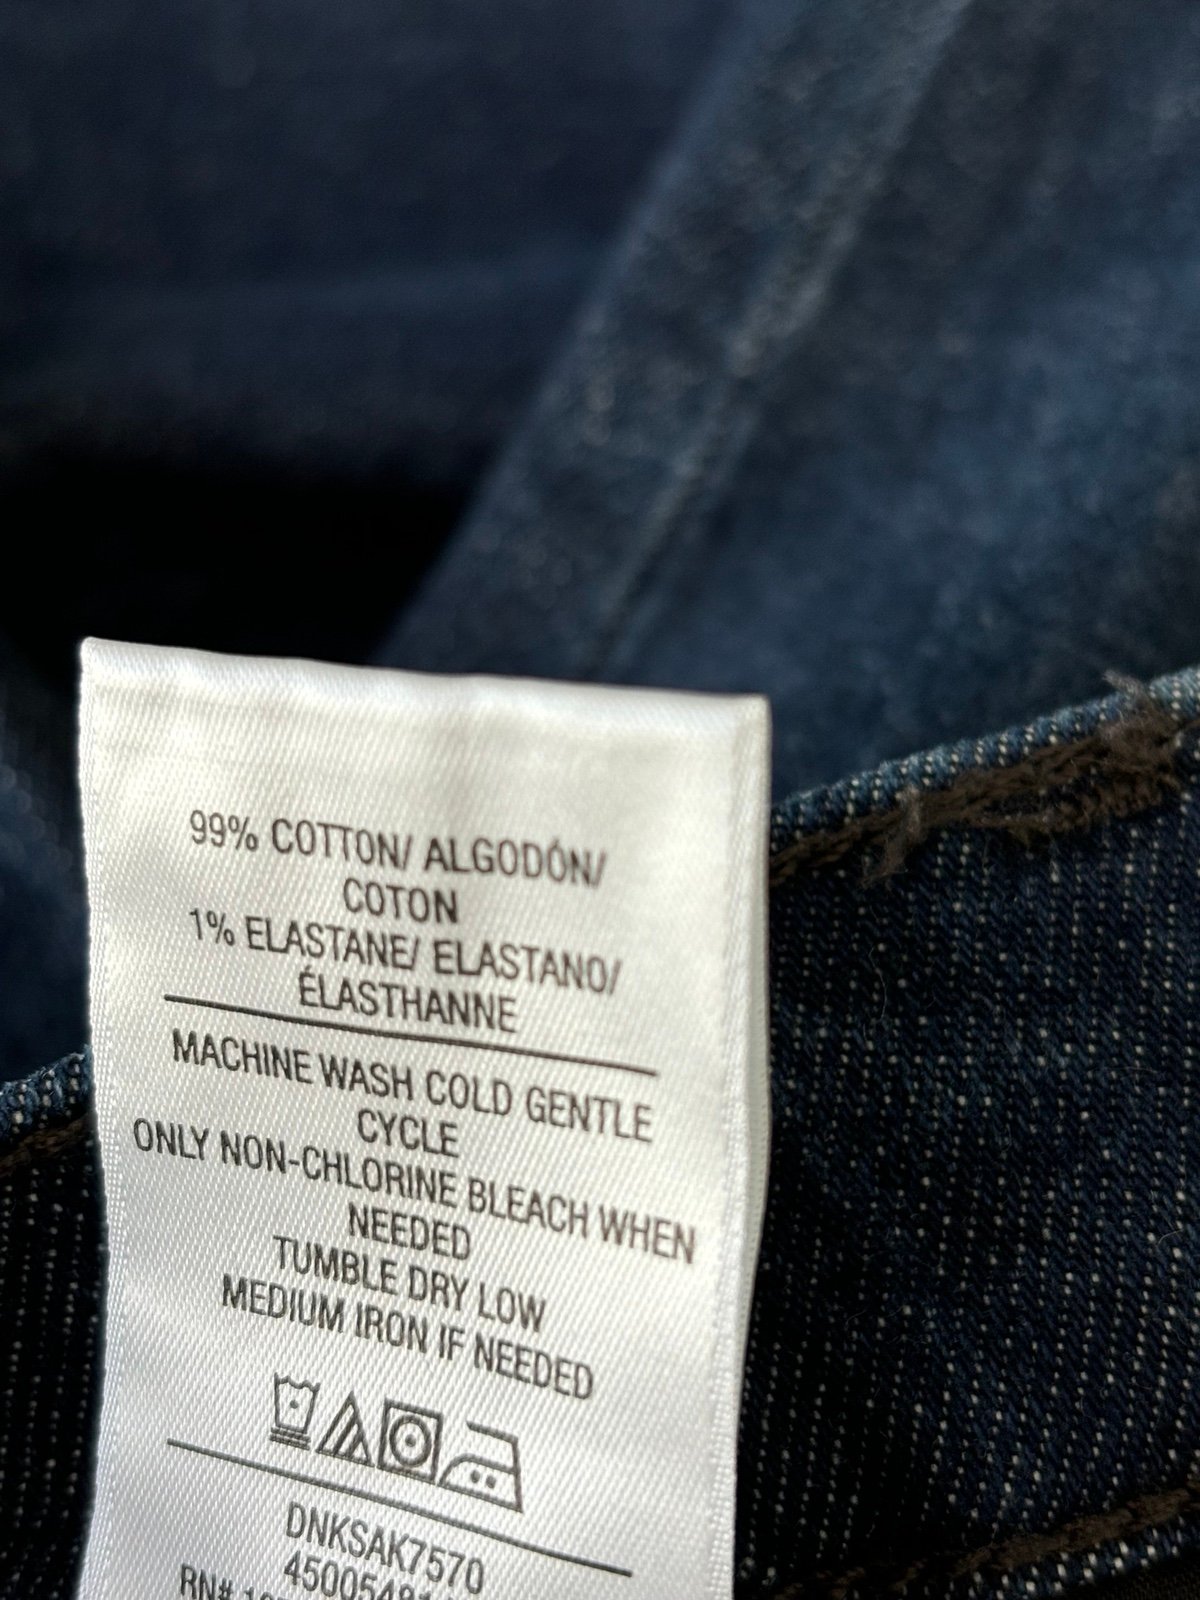 99% COTTON/ ALGODÓN/
COTON
1% ELASTANE/ ELASTANO/
ÉLASTHANNE
MACHINE WASH COLD GENTLE
CYCLE
ONLY NON-CHLORINE BLEACH WHEN
NEEDED
TUMBLE DRY LOW
MEDIUM IRON IF NEEDED
DNKSAK7570
RN#